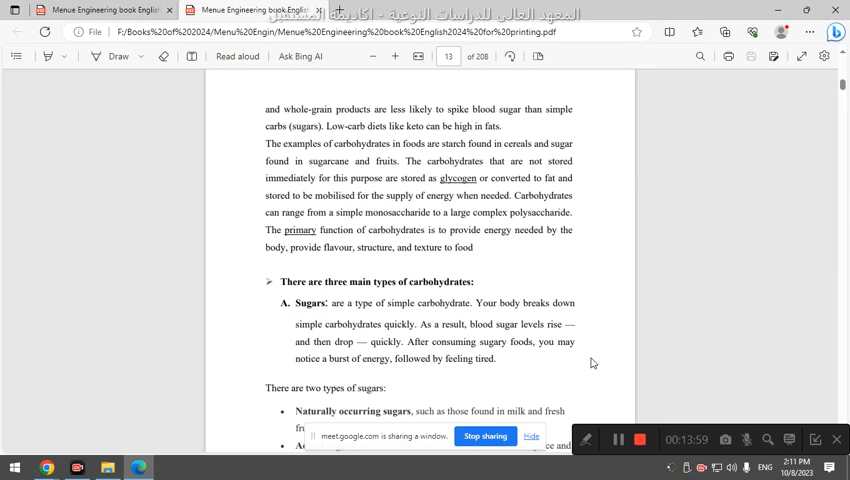 المعهد العالى للدراسات النوعية - اكاديمة المستقبل
Menue Engineering book English
Menue Engineering book English
File
F:/Books%20of%202024/Menu%20Engin/Menue%20Engineering%20book%20English2024%20for%20printing.pdf
Draw
Read aloud
Ask Bing AI
13 of 208
and whole-grain products are less likely to spike blood sugar than simple
carbs (sugars). Low-carb diets like keto can be high in fats.
The examples of carbohydrates in foods are starch found in cereals and sugar
found in sugarcane and fruits. The carbohydrates that are not stored
immediately for this purpose are stored as glycogen or converted to fat and
stored to be mobilised for the supply of energy when needed. Carbohydrates
can range from a simple monosaccharide to a large complex polysaccharide.
The primary function of carbohydrates is to provide energy needed by the
body, provide flavour, structure, and texture to food
There are three main types of carbohydrates:
A. Sugars: are a type of simple carbohydrate. Your body breaks down
simple carbohydrates quickly. As a result, blood sugar levels rise —
and then drop — quickly. After consuming sugary foods, you may
notice a burst of energy, followed by feeling tired.
There are two types of sugars:
Naturally occurring sugars, such as those found in milk and fresh
meet.google.com is sharing a window.
Stop sharing
Hide
00:13:59
ENG
2:11 PM
10/8/2023